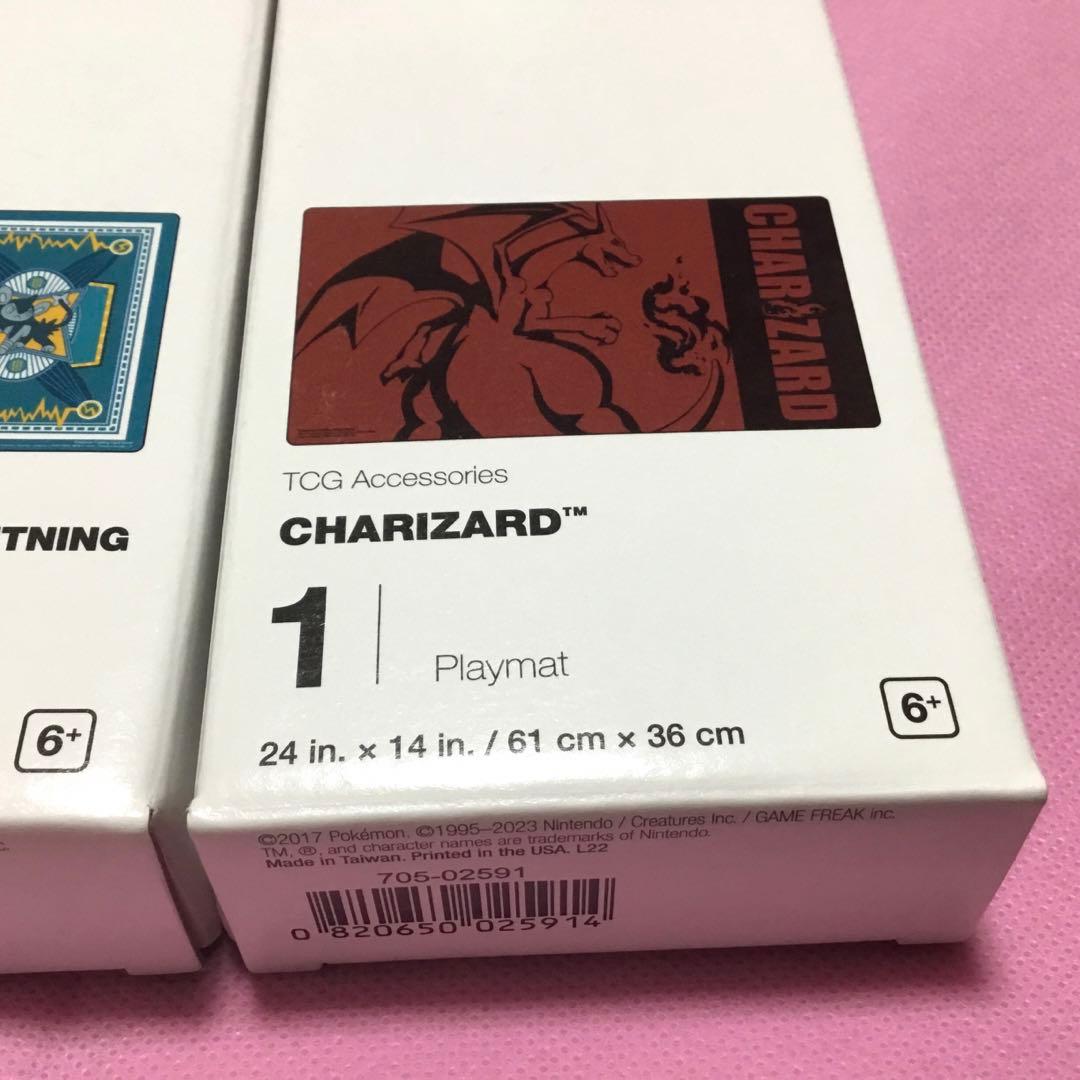 TNING
6+
c.
CHARIZARD
TCG Accessories
CHARIZARD™
1
Playmat
24 in. × 14 in. / 61 cm × 36 cm
6+
©2017 Pokémon. ©1995–2023 Nintendo / Creatures Inc. / GAME FREAK inc.
TM, ®, and character names are trademarks of Nintendo.
Made in Taiwan. Printed in the USA. L22
705-02591
0 820650 025914